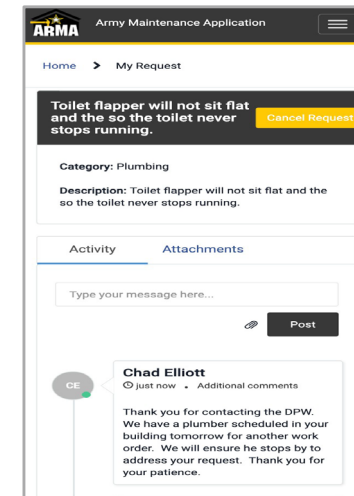 ARMA
Army Maintenance Application
Home > My Request
Toilet flapper will not sit flat
and the so the toilet never
stops running.
Cancel Request
Category: Plumbing
Description: Toilet flapper will not sit flat and the
so the toilet never stops running.
Activity
Attachments
Type your message here...
Post
CE
Chad Elliott
just now • Additional comments
Thank you for contacting the DPW.
We have a plumber scheduled in your
building tomorrow for another work
order. We will ensure he stops by to
address your request. Thank you for
your patience.